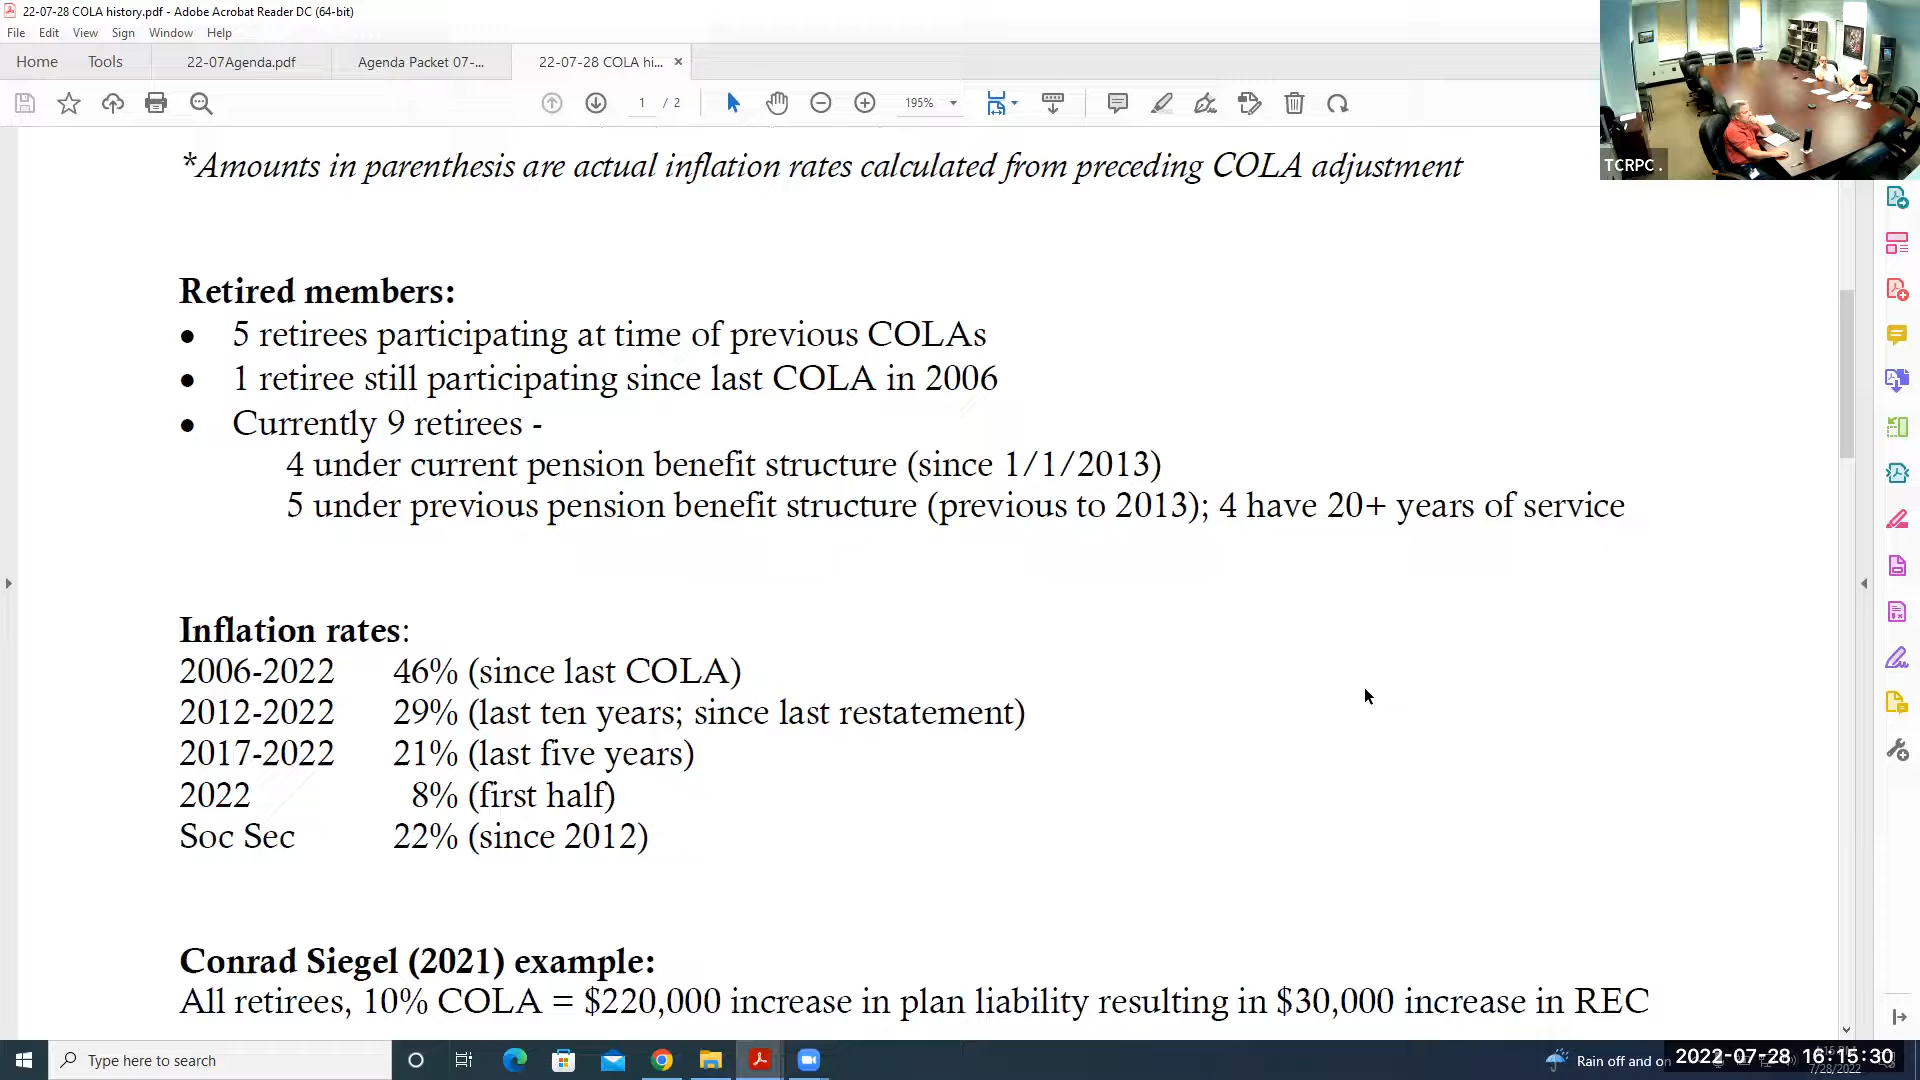 22-07-28 COLA history.pdf - Adobe Acrobat Reader DC (64-bit)
File Edit View Sign Window Help
Home Tools 22-07Agenda.pdf Agenda Packet 07-... 22-07-28 COLA hi... ×
1 / 2 195%
TCRPC .
*Amounts in parenthesis are actual inflation rates calculated from preceding COLA adjustment
Retired members:
• 5 retirees participating at time of previous COLAs
• 1 retiree still participating since last COLA in 2006
• Currently 9 retirees -
4 under current pension benefit structure (since 1/1/2013)
5 under previous pension benefit structure (previous to 2013); 4 have 20+ years of service
Inflation rates:
2006-2022 46% (since last COLA)
2012-2022 29% (last ten years; since last restatement)
2017-2022 21% (last five years)
2022 8% (first half)
Soc Sec 22% (since 2012)
Conrad Siegel (2021) example:
All retirees, 10% COLA = $220,000 increase in plan liability resulting in $30,000 increase in REC
Type here to search
Rain off and on
2022-07-28 16:15:30
7/28/2022